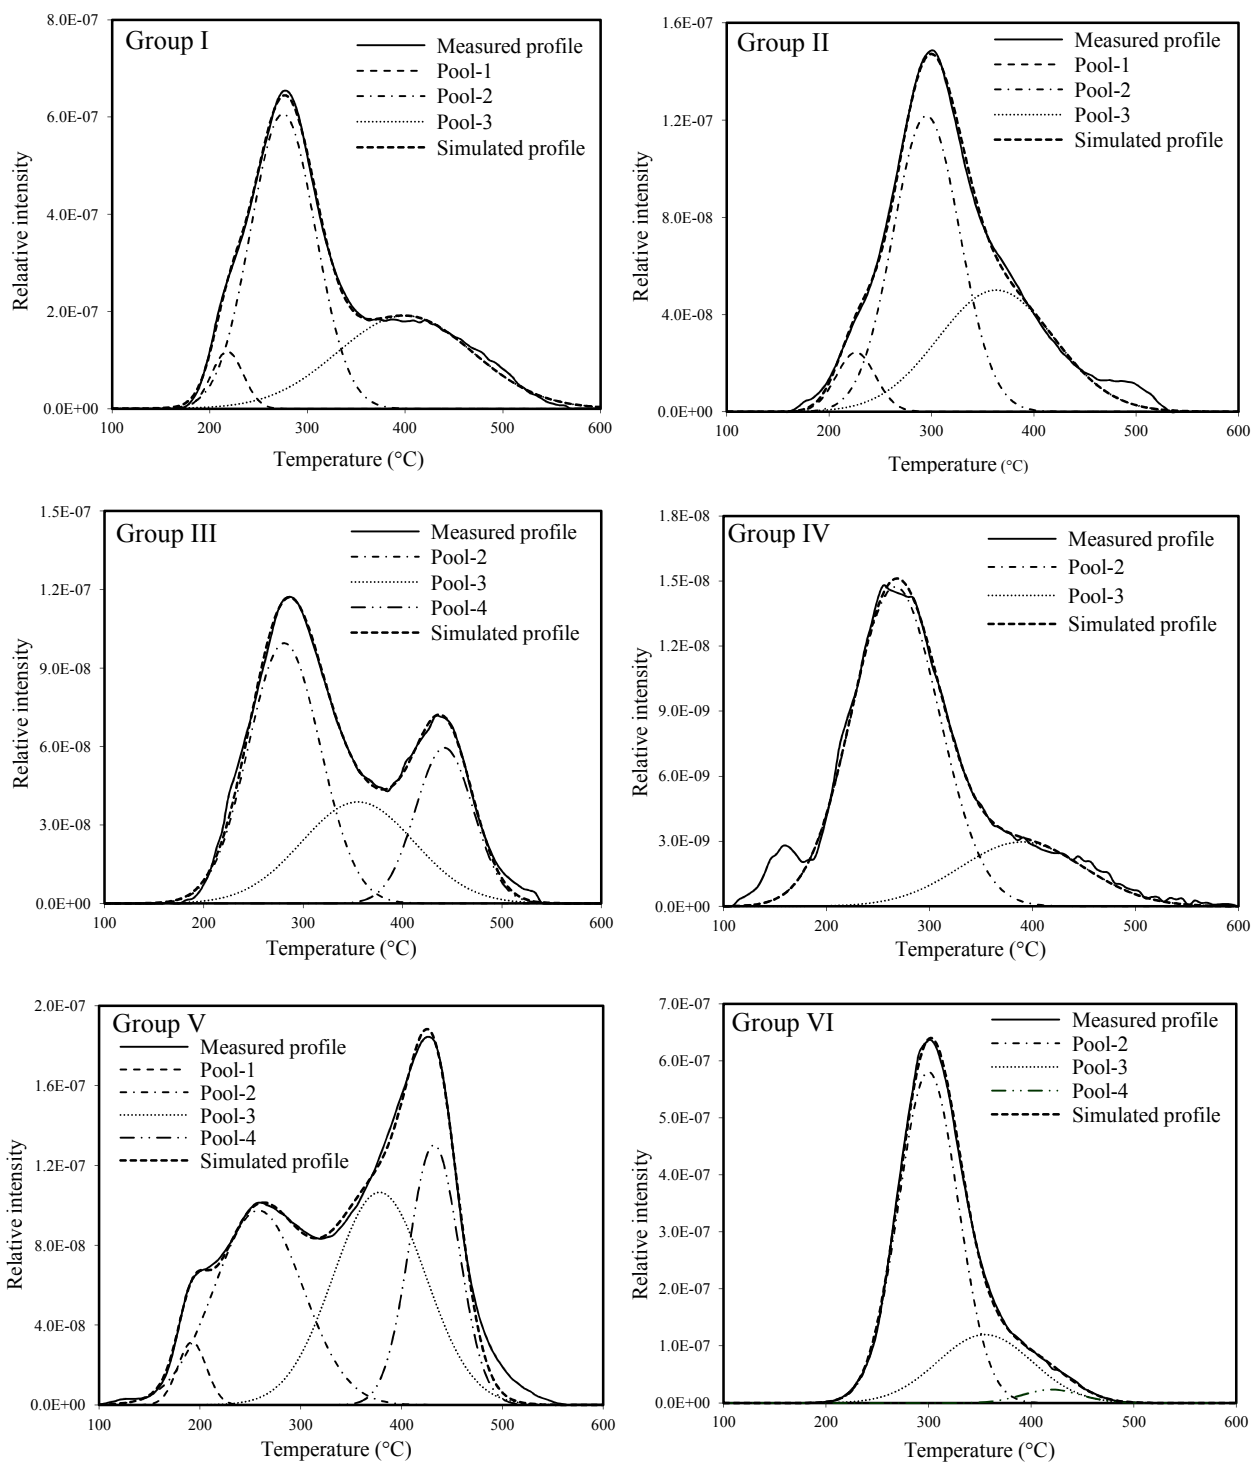 Group I
Measured profile
Pool-1
Pool-2
Pool-3
Simulated profile
8.0E-07
6.0E-07
4.0E-07
2.0E-07
0.0E+00
Relaative intensity
100 200 300 400 500 600
Temperature (°C)
Group II
Measured profile
Pool-1
Pool-2
Pool-3
Simulated profile
1.6E-07
1.2E-07
8.0E-08
4.0E-08
0.0E+00
Relative intensity
100 200 300 400 500 600
Temperature (°C)
Group III
Measured profile
Pool-2
Pool-3
Pool-4
Simulated profile
1.5E-07
1.2E-07
9.0E-08
6.0E-08
3.0E-08
0.0E+00
Relative intensity
100 200 300 400 500 600
Temperature (°C)
Group IV
Measured profile
Pool-2
Pool-3
Simulated profile
1.8E-08
1.5E-08
1.2E-08
9.0E-09
6.0E-09
3.0E-09
0.0E+00
Relative intensity
100 200 300 400 500 600
Temperature (°C)
Group V
Measured profile
Pool-1
Pool-2
Pool-3
Pool-4
Simulated profile
2.0E-07
1.6E-07
1.2E-07
8.0E-08
4.0E-08
0.0E+00
Relative intensity
100 200 300 400 500 600
Temperature (°C)
Group VI
Measured profile
Pool-2
Pool-3
Pool-4
Simulated profile
7.0E-07
6.0E-07
5.0E-07
4.0E-07
3.0E-07
2.0E-07
1.0E-07
0.0E+00
Relative intensity
100 200 300 400 500 600
Temperature (°C)